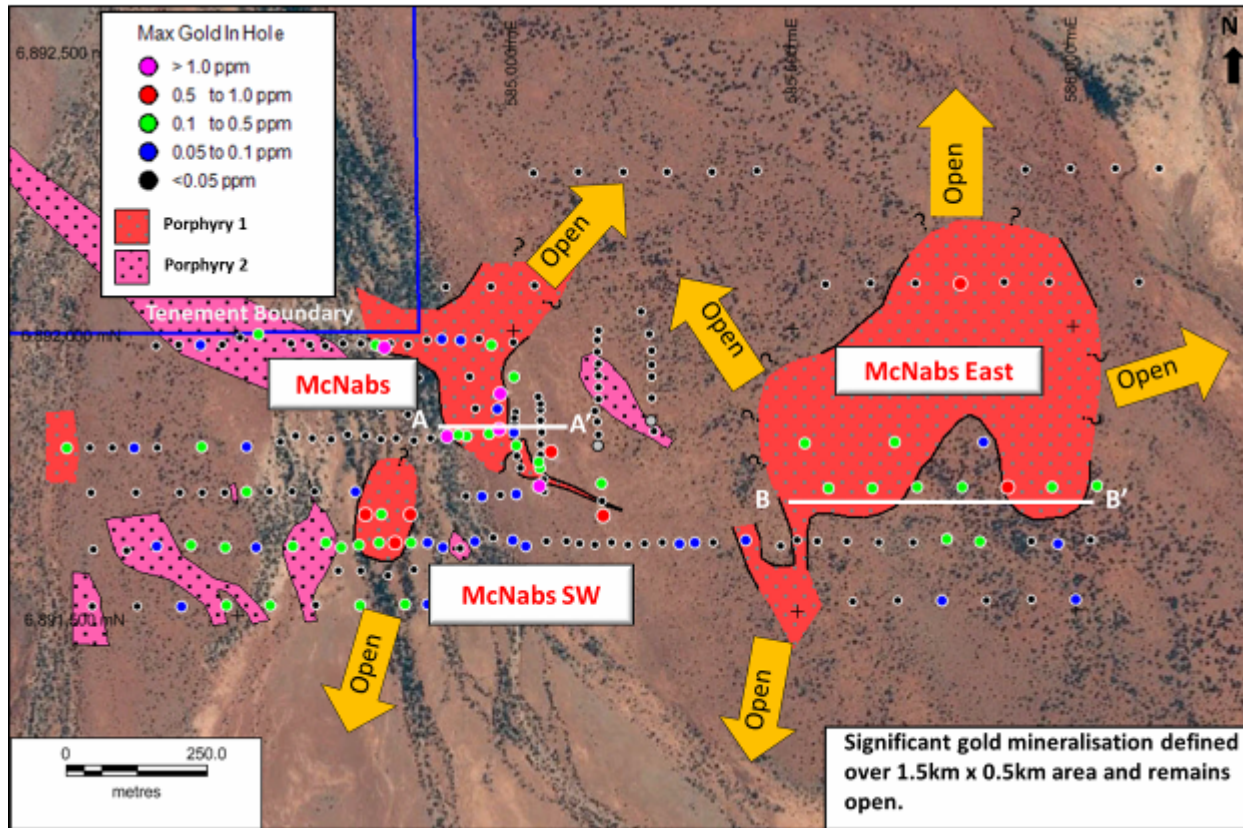 Max Gold In Hole
> 1.0 ppm
0.5 to 1.0 ppm
0.1 to 0.5 ppm
0.05 to 0.1 ppm
<0.05 ppm
Porphyry 1
Porphyry 2
6,892,500 m
585,000mE
586,000mE
N
Open
Open
Open
Open
Open
Open
?
?
?
?
?
?
?
?
?
?
Tenement Boundary
6,892,000 mN
McNabs
McNabs East
A
A'
B
B'
McNabs SW
6,891,500 mN
0
250.0
metres
Significant gold mineralisation defined
over 1.5km x 0.5km area and remains
open.